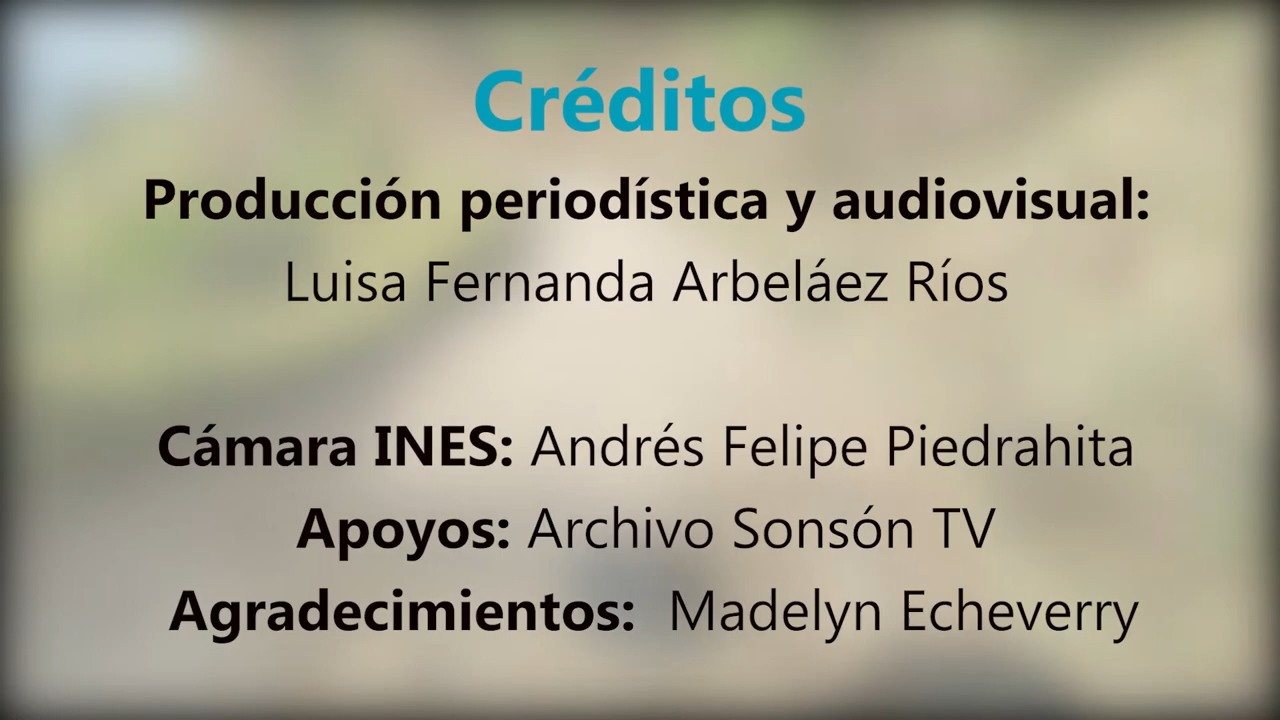 Créditos
Producción periodística y audiovisual:
Luisa Fernanda Arbeláez Ríos
Cámara INES: Andrés Felipe Piedrahita
Apoyos: Archivo Sonsón TV
Agradecimientos: Madelyn Echeverry